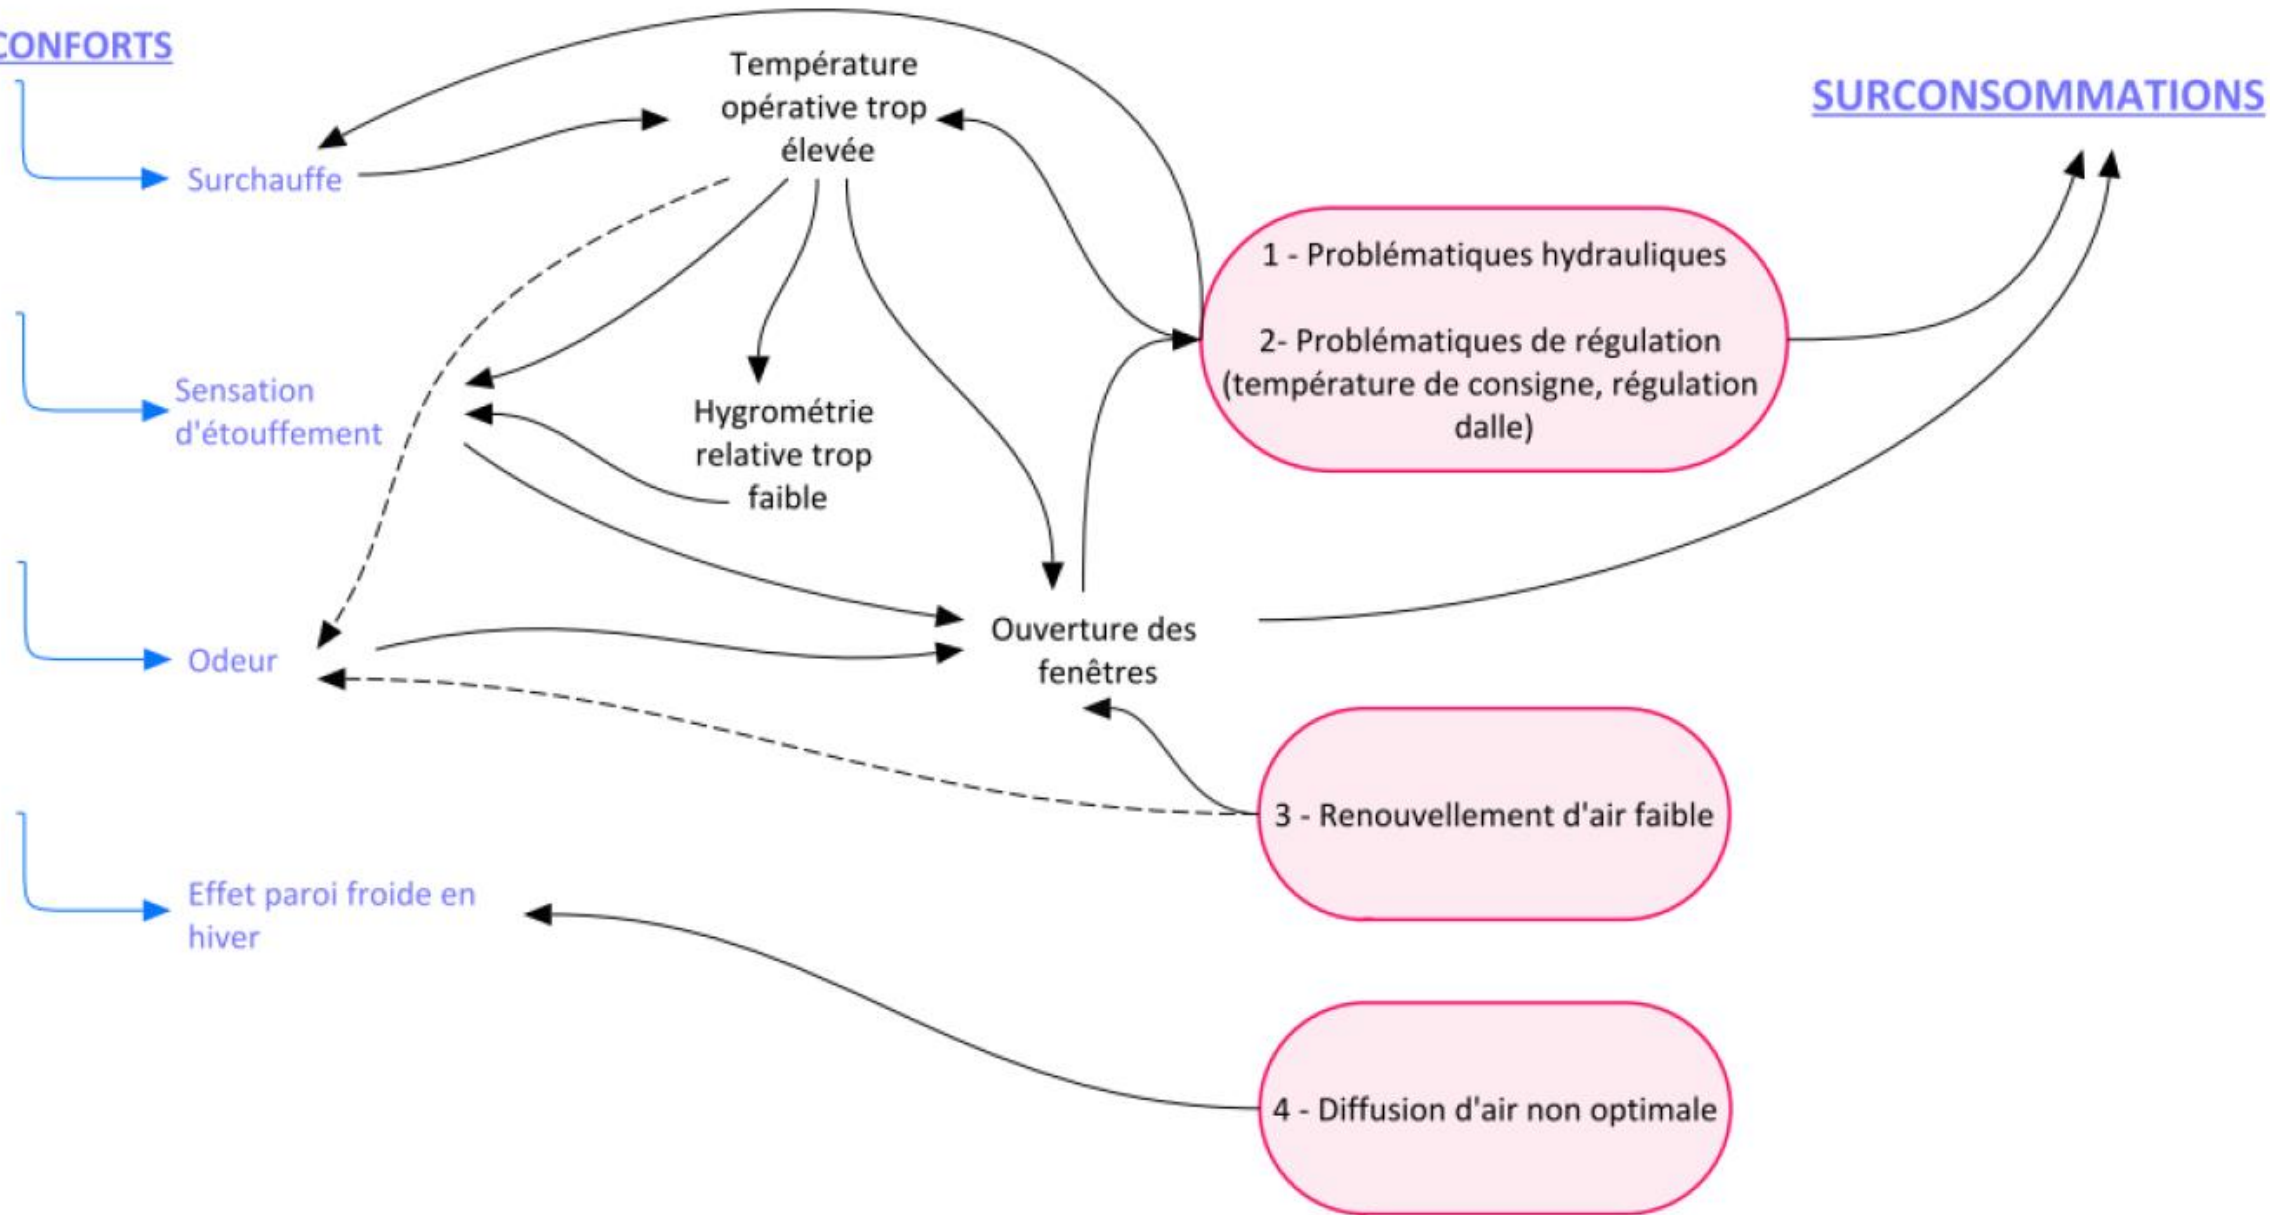 CONFORTS
Température
opérative trop
élevée
SURCONSOMMATIONS
Surchauffe
1 - Problématiques hydrauliques
2- Problématiques de régulation
(température de consigne, régulation
dalle)
Sensation
d'étouffement
Hygrométrie
relative trop
faible
Ouverture des
fenêtres
Odeur
3 - Renouvellement d'air faible
Effet paroi froide en
hiver
4 - Diffusion d'air non optimale